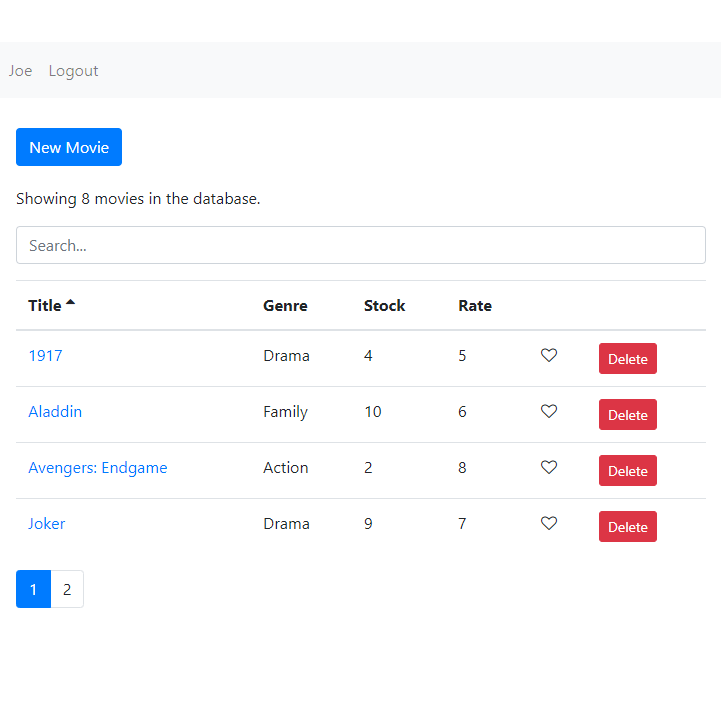 Joe Logout
New Movie
Showing 8 movies in the database.
Search...
Title Genre Stock Rate
1917 Drama 4 5 Delete
Aladdin Family 10 6 Delete
Avengers: Endgame Action 2 8 Delete
Joker Drama 9 7 Delete
1 2